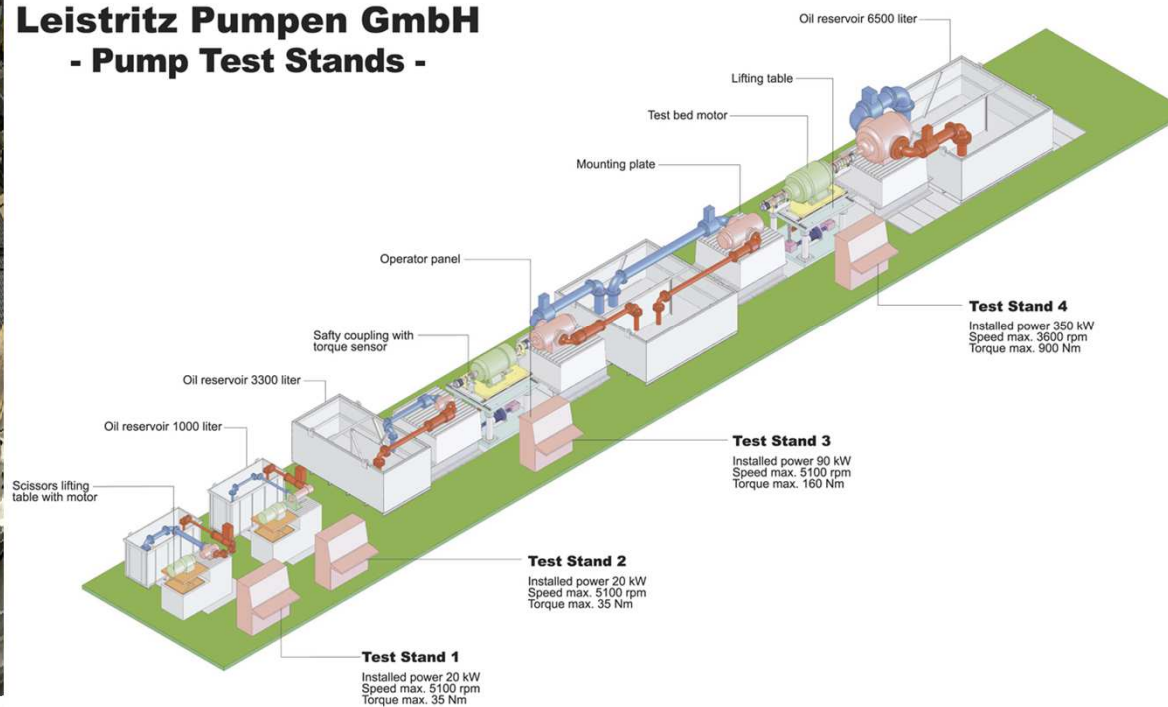 Leistritz Pumpen GmbH
- Pump Test Stands -
Oil reservoir 6500 liter
Lifting table
Test bed motor
Mounting plate
Operator panel
Safty coupling with
torque sensor
Oil reservoir 3300 liter
Oil reservoir 1000 liter
Scissors lifting
table with motor
Test Stand 4
Installed power 350 kW
Speed max. 3600 rpm
Torque max. 900 Nm
Test Stand 3
Installed power 90 kW
Speed max. 5100 rpm
Torque max. 160 Nm
Test Stand 2
Installed power 20 kW
Speed max. 5100 rpm
Torque max. 35 Nm
Test Stand 1
Installed power 20 kW
Speed max. 5100 rpm
Torque max. 35 Nm